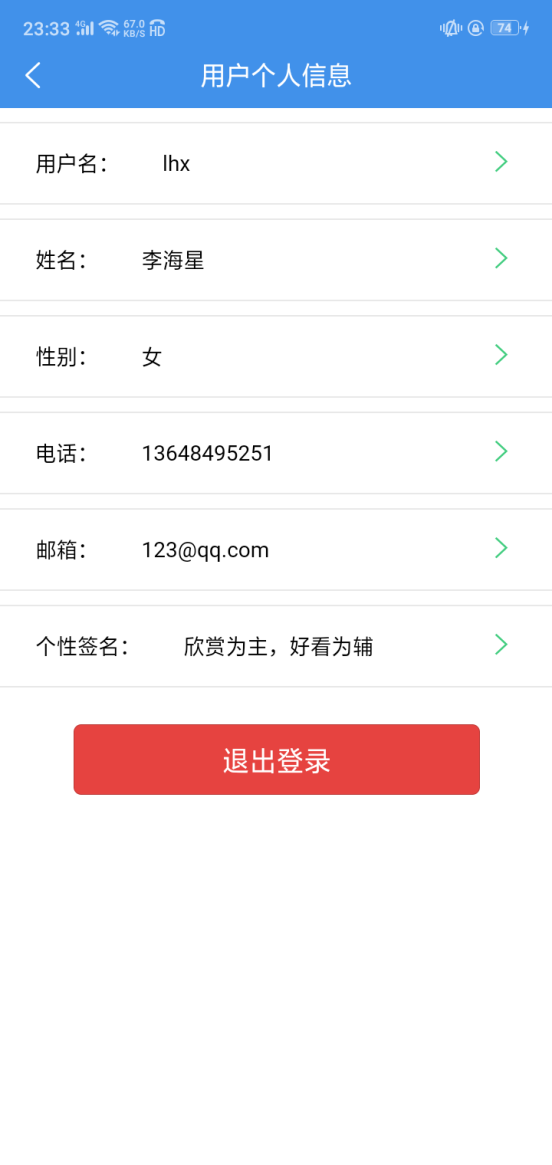 23:33 4G 67.0 KB/S HD 74
用户个人信息
用户名： lhx
姓名： 李海星
性别： 女
电话： 13648495251
邮箱： 123@qq.com
个性签名： 欣赏为主，好看为辅
退出登录